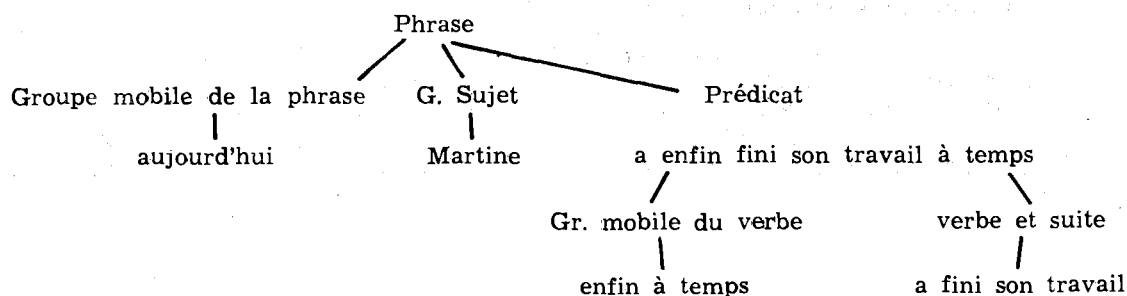 Phrase
Groupe mobile de la phrase G. Sujet Prédicat
aujourd'hui Martine a enfin fini son travail à temps
Gr. mobile du verbe verbe et suite
enfin à temps a fini son travail